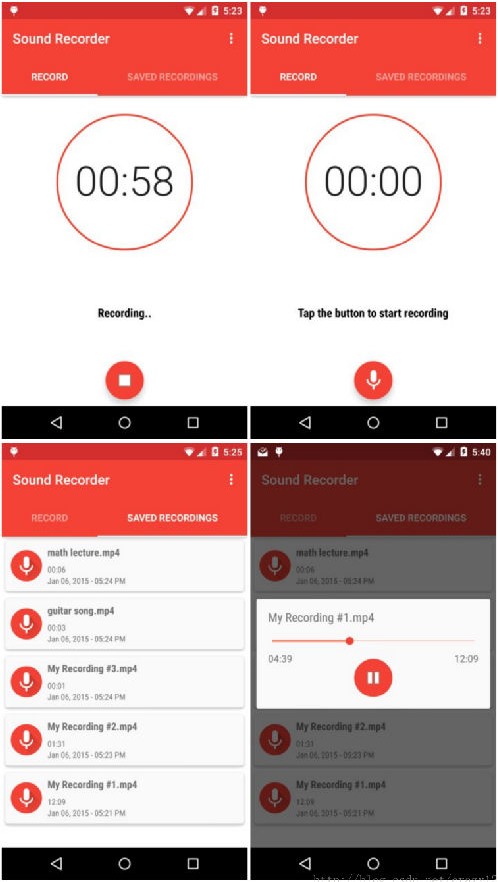 5:23
Sound Recorder
RECORD SAVED RECORDINGS
00:58
Recording..
5:23
Sound Recorder
RECORD SAVED RECORDINGS
00:00
Tap the button to start recording
5:25
Sound Recorder
RECORD SAVED RECORDINGS
math lecture.mp4
00:06
Jan 06, 2015 - 05:24 PM
guitar song.mp4
00:03
Jan 06, 2015 - 05:24 PM
My Recording #3.mp4
00:01
Jan 06, 2015 - 05:24 PM
My Recording #2.mp4
01:31
Jan 06, 2015 - 05:23 PM
My Recording #1.mp4
12:09
Jan 06, 2015 - 05:21 PM
5:40
Sound Recorder
RECORD SAVED RECORDINGS
math lecture.mp4
00:06
Jan 06, 2015 - 05:24 PM
My Recording #1.mp4
04:39 12:09
My Recording #2.mp4
01:31
Jan 06, 2015 - 05:23 PM
My Recording #1.mp4
12:09
Jan 06, 2015 - 05:21 PM